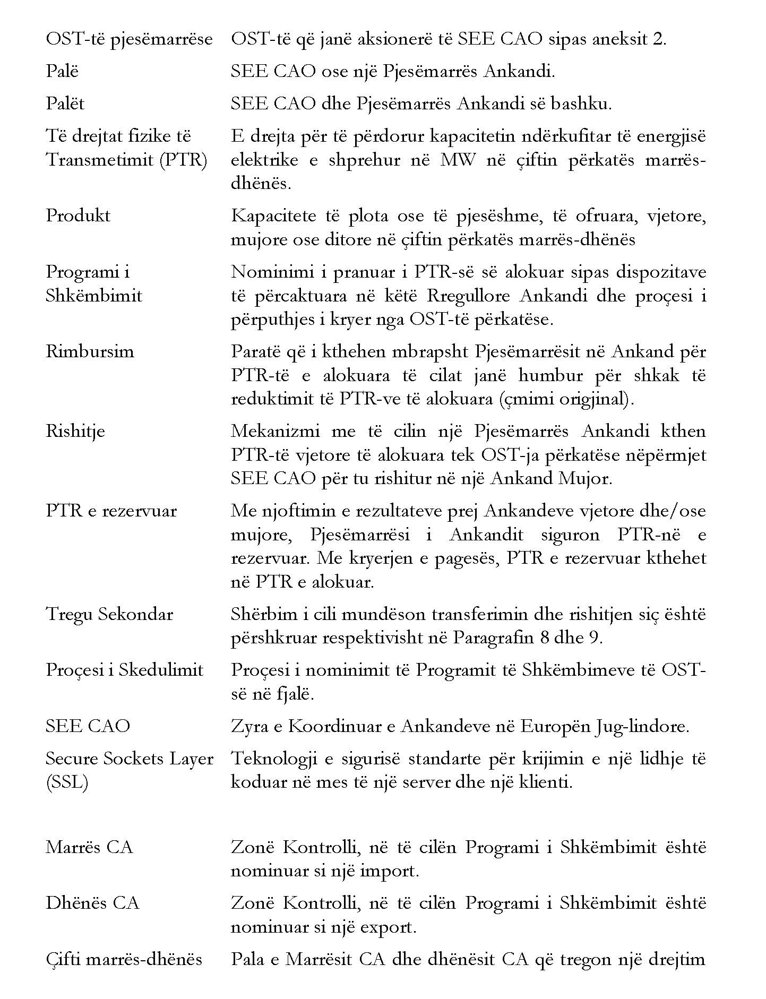 OST-të pjesëmarrëse OST-të që janë aksionerë të SEE CAO sipas aneksit 2.
Palë SEE CAO ose një Pjesëmarrës Ankandi.
Palët SEE CAO dhe Pjesëmarrës Ankandi së bashku.
Të drejtat fizike të E drejta për të përdorur kapacitetin ndërkufitar të energjisë
Transmetimit (PTR) elektrike e shprehur në MW në çiftin përkatës marrës-
dhënës.
Produkt Kapacitete të plota ose të pjesëshme, të ofruara, vjetore,
mujore ose ditore në çiftin përkatës marrës-dhënës
Programi i Nominimi i pranuar i PTR-së së alokuar sipas dispozitave
Shkëmbimit të përcaktuara në këtë Rregullore Ankandi dhe proçesi i
përputhjes i kryer nga OST-të përkatëse.
Rimbursim Paratë që i kthehen mbrapsht Pjesëmarrësit në Ankand për
PTR-të e alokuara të cilat janë humbur për shkak të
reduktimit të PTR-ve të alokuara (çmimi origjinal).
Rishitje Mekanizmi me të cilin një Pjesëmarrës Ankandi kthen
PTR-të vjetore të alokuara tek OST-ja përkatëse nëpërmjet
SEE CAO për tu rishitur në një Ankand Mujor.
PTR e rezervuar Me njoftimin e rezultateve prej Ankandeve vjetore dhe/ose
mujore, Pjesëmarrësi i Ankandit siguron PTR-në e
rezervuar. Me kryerjen e pagesës, PTR e rezervuar kthehet
në PTR e alokuar.
Tregu Sekondar Shërbim i cili mundëson transferimin dhe rishitjen siç është
përshkruar respektivisht në Paragrafin 8 dhe 9.
Proçesi i Skedulimit Proçesi i nominimit të Programit të Shkëmbimeve të OST-
së në fjalë.
SEE CAO Zyra e Koordinuar e Ankandeve në Europën Jug-lindore.
Secure Sockets Layer Teknologji e sigurisë standarte për krijimin e një lidhje të
(SSL) koduar në mes të një server dhe një klienti.
Marrës CA Zonë Kontrolli, në të cilën Programi i Shkëmbimit është
nominuar si një import.
Dhënës CA Zonë Kontrolli, në të cilën Programi i Shkëmbimit është
nominuar si një export.
Çifti marrës-dhënës Pala e Marrësit CA dhe dhënësit CA që tregon një drejtim